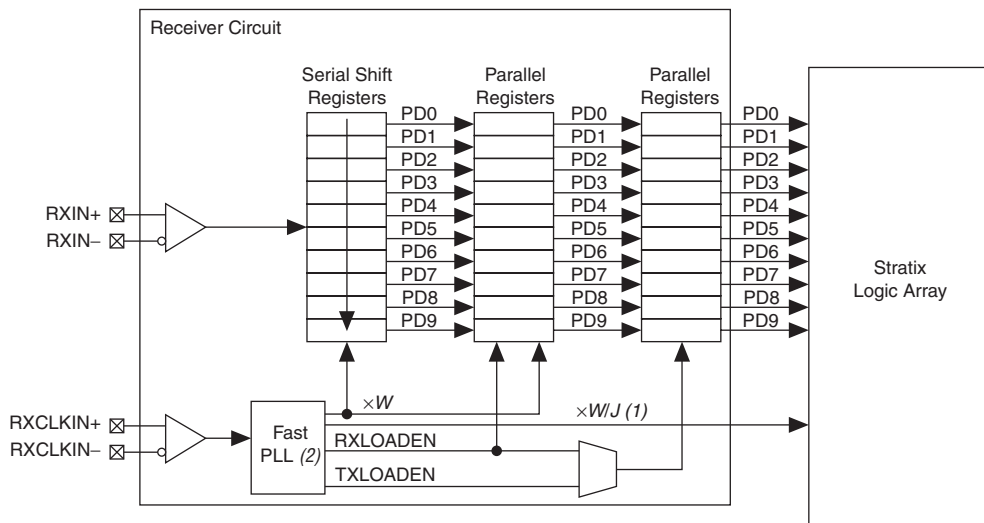 Receiver Circuit
Serial Shift
Registers
Parallel
Registers
Parallel
Registers
PD0 PD0 PD0
PD1 PD1 PD1
PD2 PD2 PD2
PD3 PD3 PD3
PD4 PD4 PD4
PD5 PD5 PD5
PD6 PD6 PD6
PD7 PD7 PD7
PD8 PD8 PD8
PD9 PD9 PD9
RXIN+
RXIN−
Stratix
Logic Array
×W
×W/J (1)
RXCLKIN+
RXCLKIN−
Fast
PLL (2)
RXLOADEN
TXLOADEN